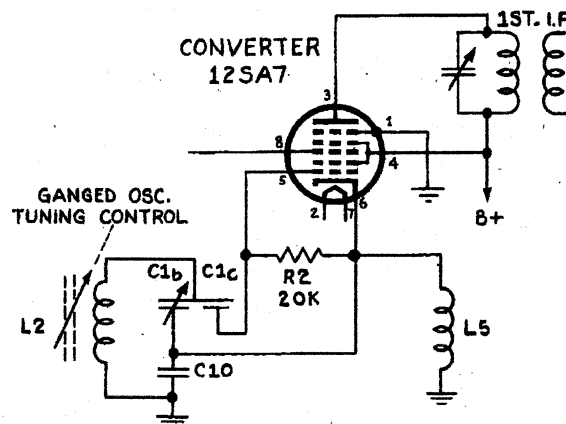 1ST. I.F
CONVERTER
12SA7
3
1
8
4
5
6
2
7
GANGED OSC.
TUNING CONTROL
B+
C1b
C1c
R2
20K
L2
L5
C10